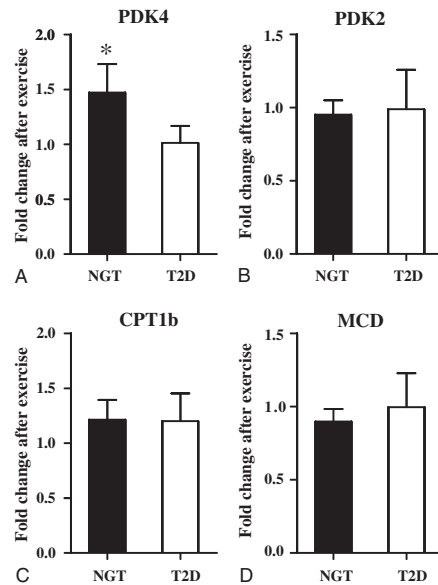 PDK4
Fold change after exercise
2.0
1.5
1.0
0.5
0.0
*
NGT
T2D
A
PDK2
Fold change after exercise
1.5
1.0
0.5
0.0
NGT
T2D
B
CPT1b
Fold change after exercise
2.0
1.5
1.0
0.5
0.0
NGT
T2D
C
MCD
Fold change after exercise
1.5
1.0
0.5
0.0
NGT
T2D
D